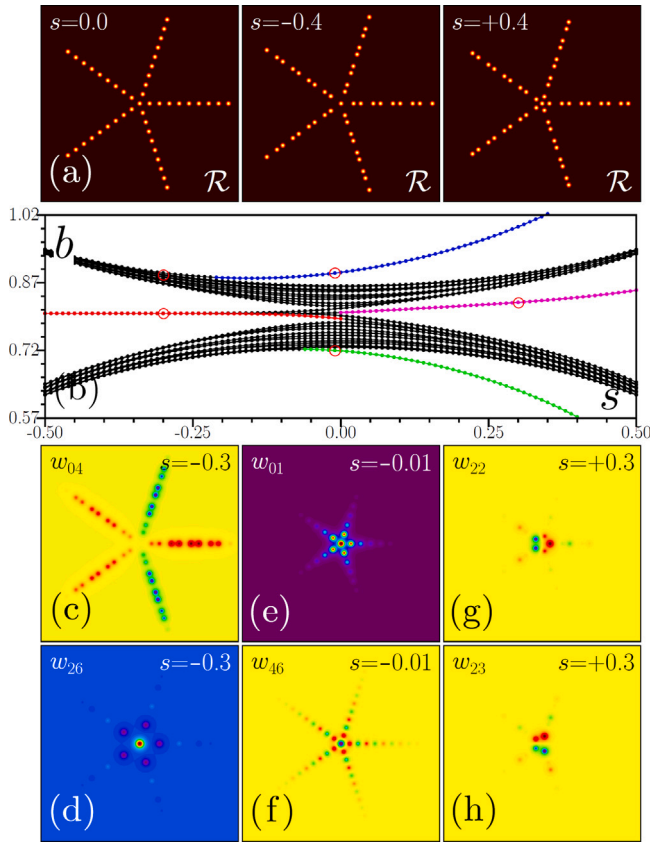 s=0.0 s=-0.4 s=+0.4
(a) R R R
1.02
b
0.87
0.72
(b) s
0.57
-0.50 -0.25 0.00 0.25 0.50
w04 s=-0.3 w01 s=-0.01 w22 s=+0.3
(c) (e) (g)
w26 s=-0.3 w46 s=-0.01 w23 s=+0.3
(d) (f) (h)